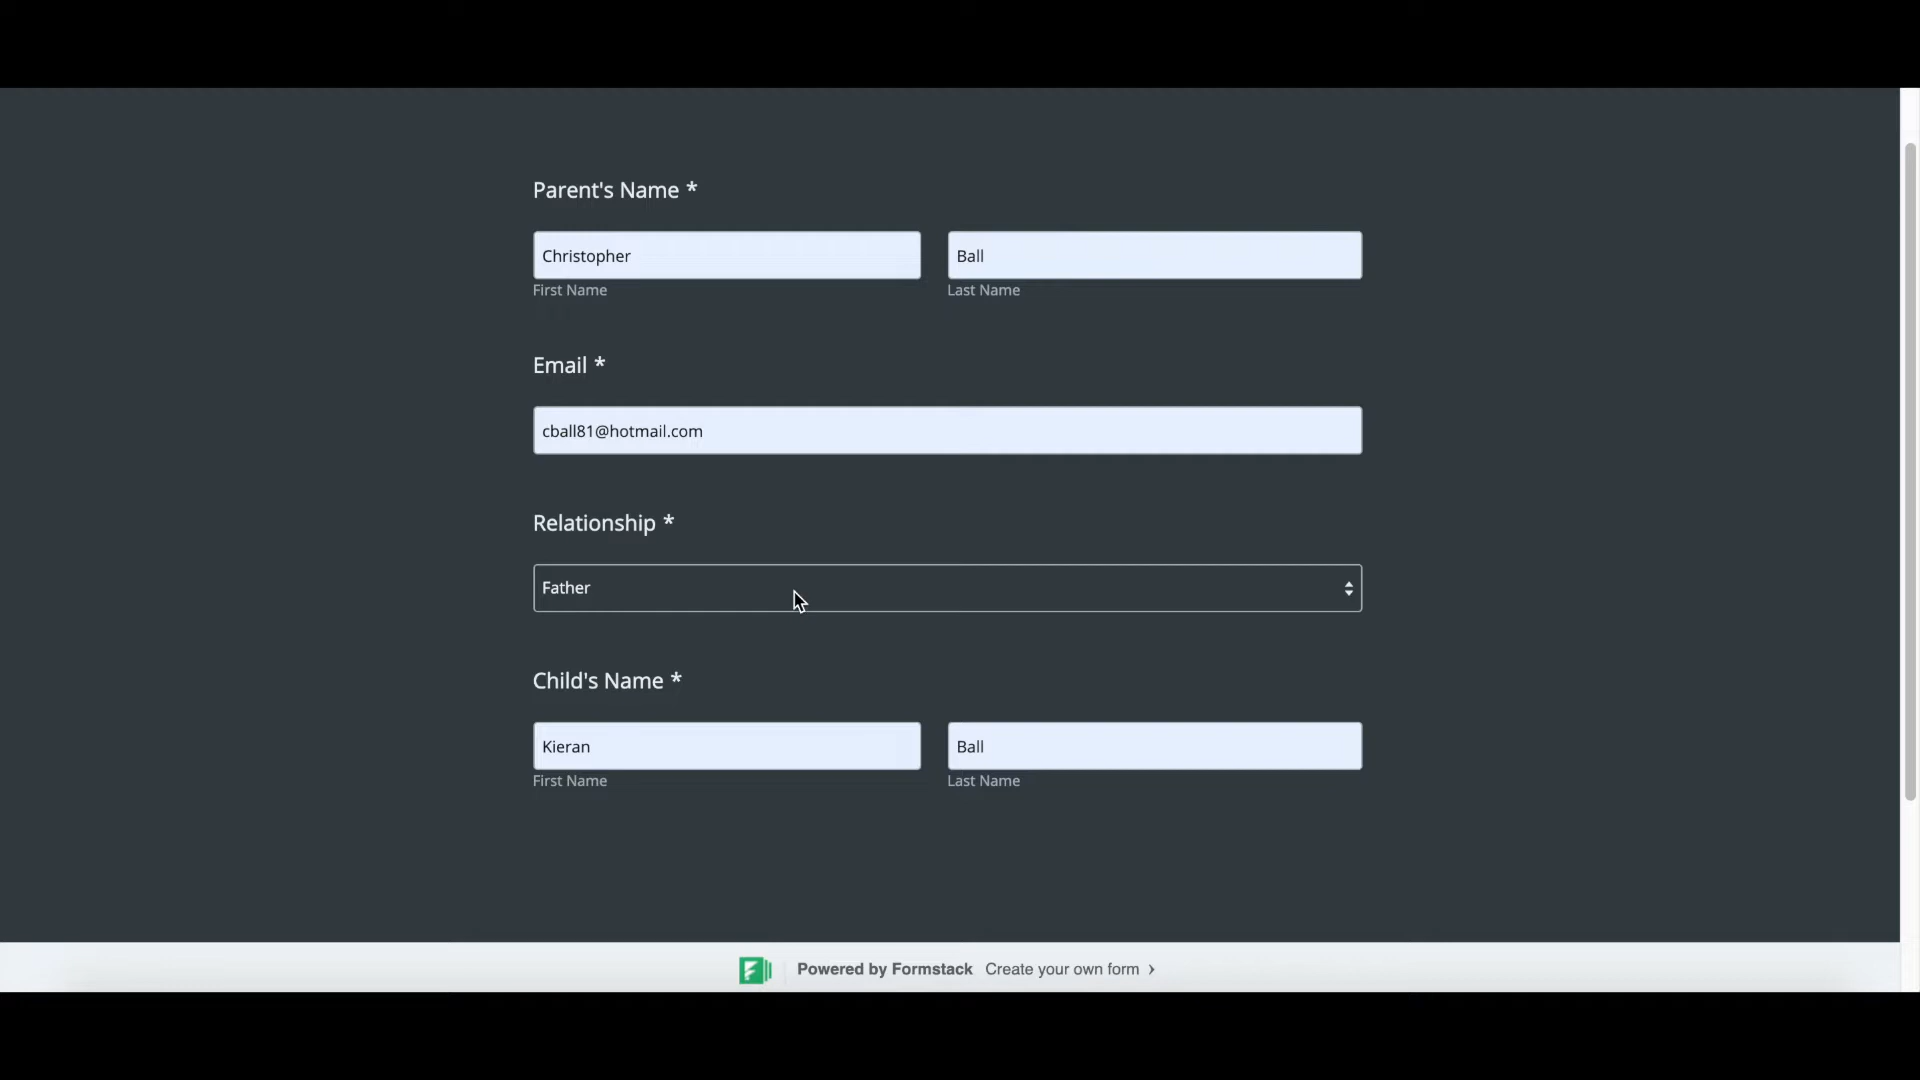 Parent's Name *
Christopher Ball
First Name Last Name
Email *
cball81@hotmail.com
Relationship *
Father
Child's Name *
Kieran Ball
First Name Last Name
Powered by Formstack Create your own form ›